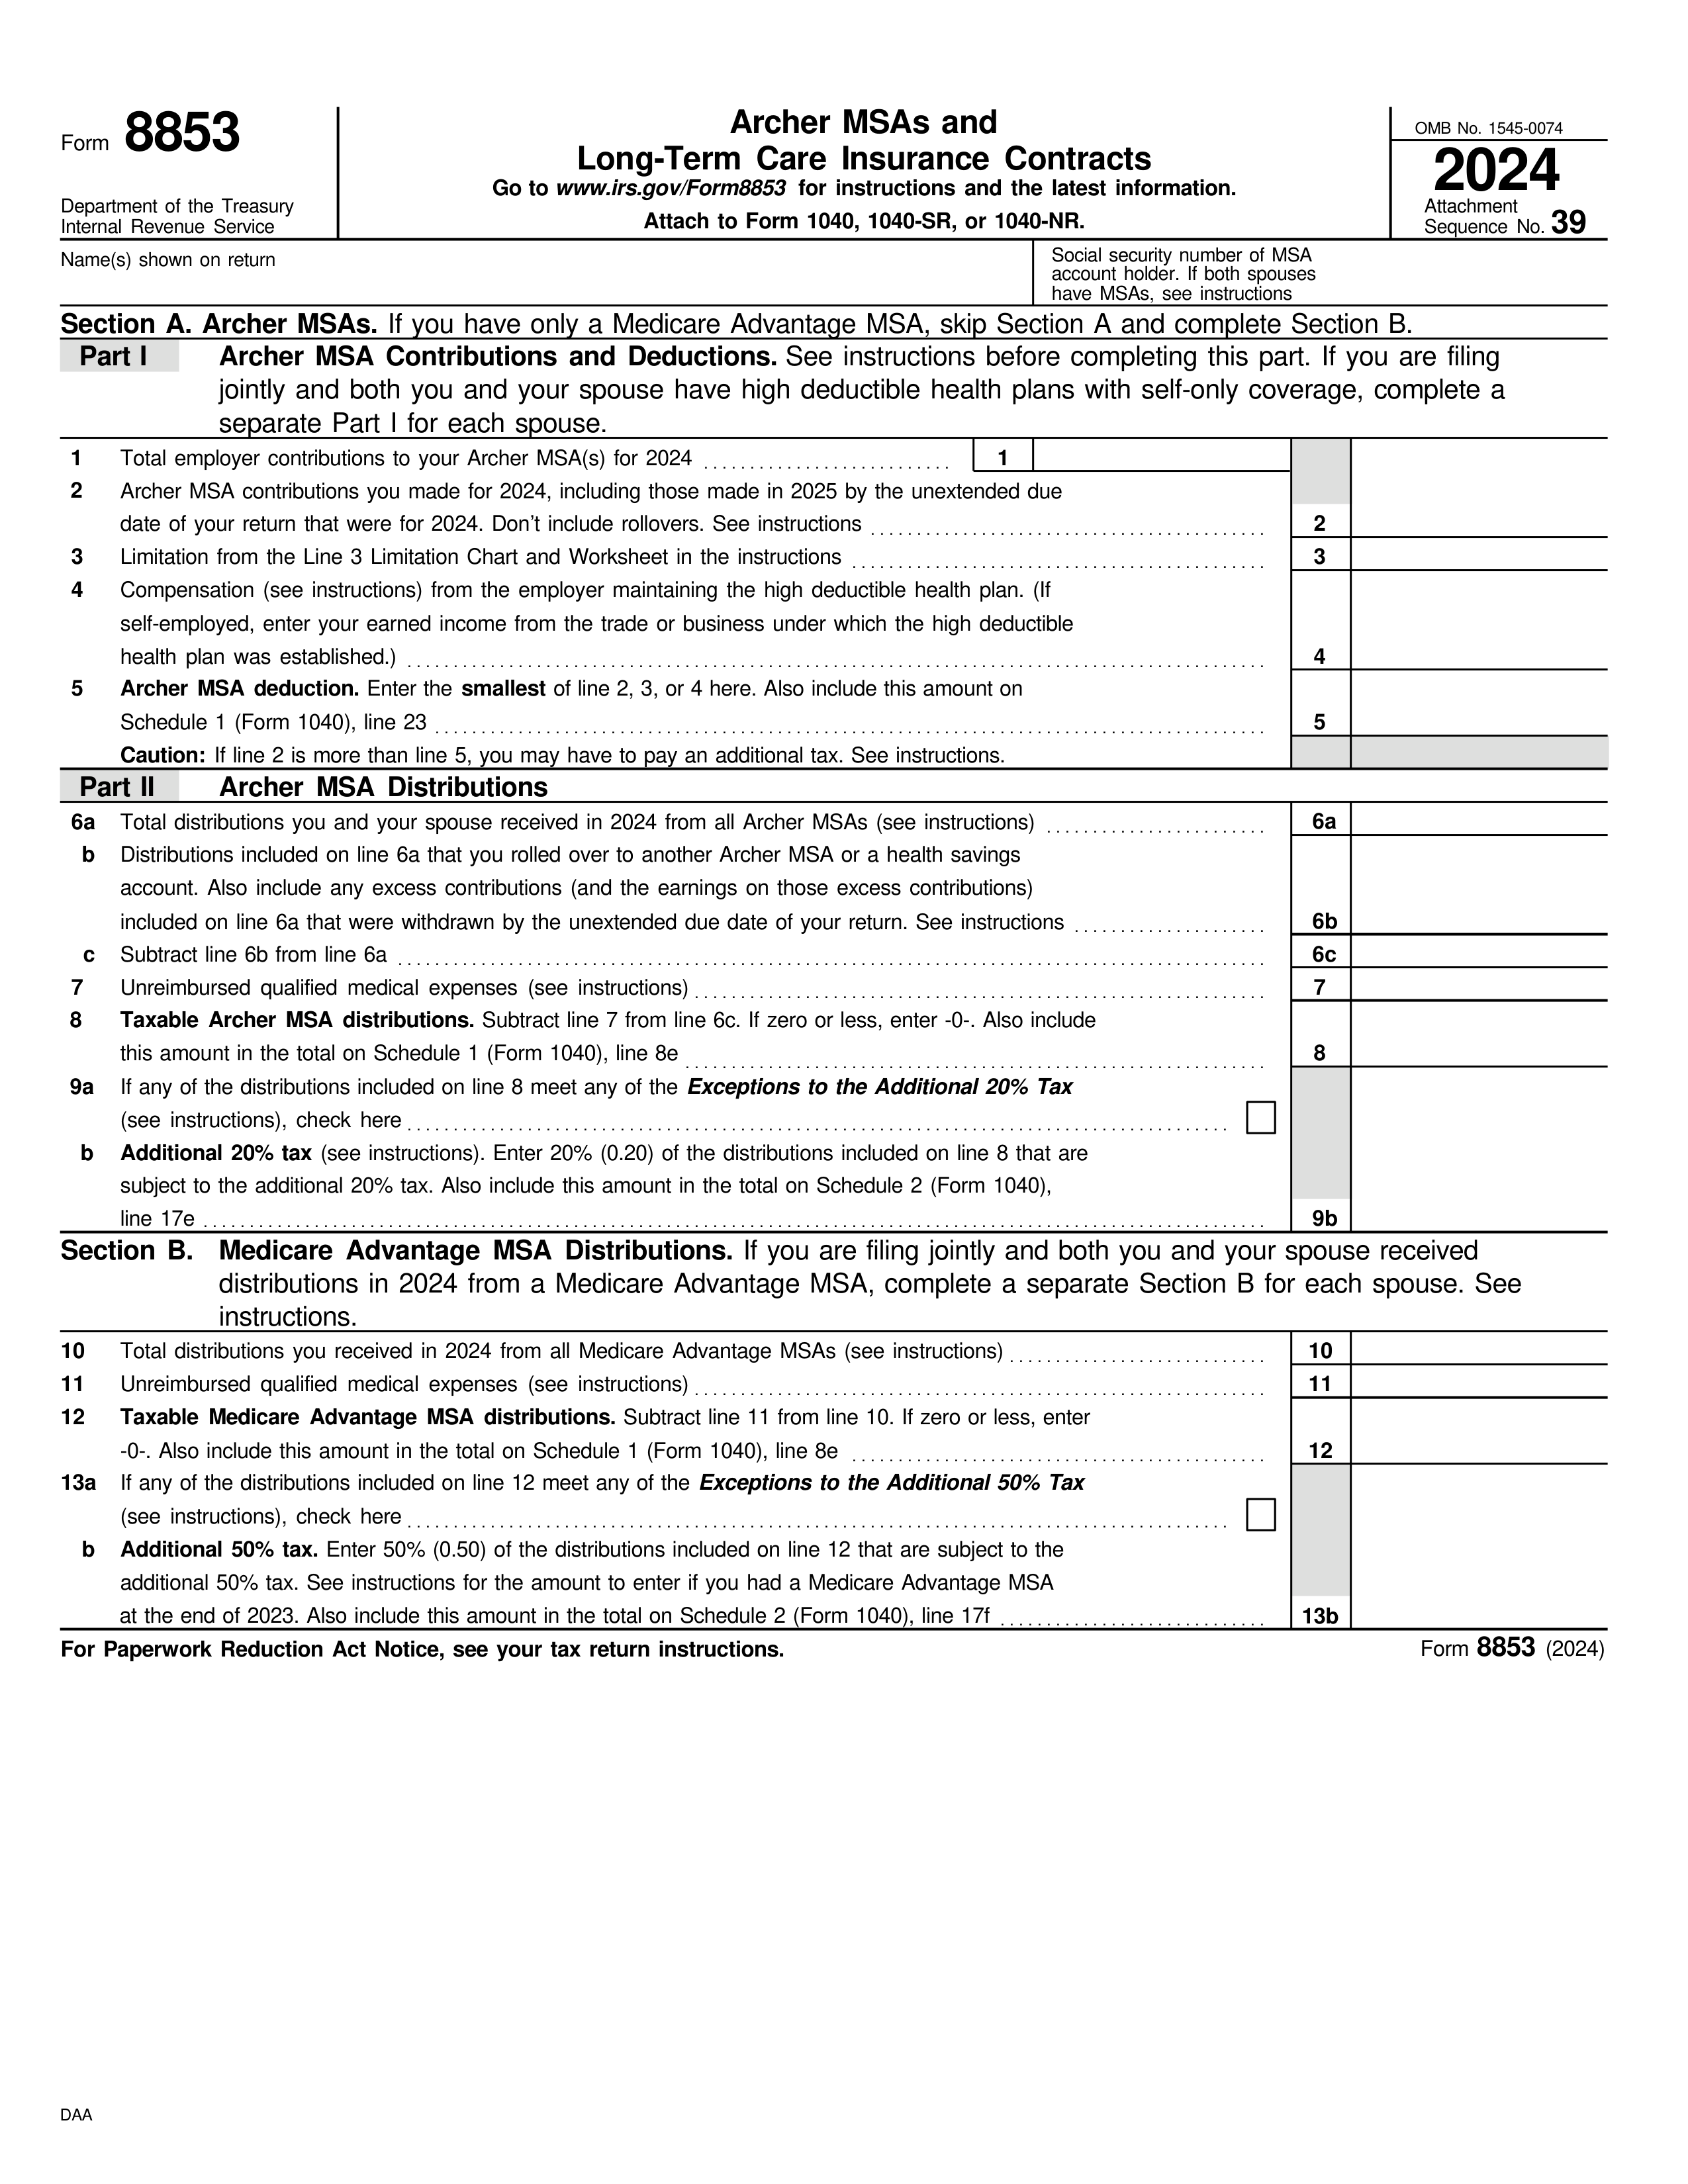 Form 8853
Department of the Treasury
Internal Revenue Service
Archer MSAs and
Long-Term Care Insurance Contracts
Go to www.irs.gov/Form8853 for instructions and the latest information.
Attach to Form 1040, 1040-SR, or 1040-NR.
OMB No. 1545-0074
2024
Attachment
Sequence No. 39
Name(s) shown on return
Social security number of MSA
account holder. If both spouses
have MSAs, see instructions
Section A. Archer MSAs. If you have only a Medicare Advantage MSA, skip Section A and complete Section B.
Part I Archer MSA Contributions and Deductions. See instructions before completing this part. If you are filing
jointly and both you and your spouse have high deductible health plans with self-only coverage, complete a
separate Part I for each spouse.
1 Total employer contributions to your Archer MSA(s) for 2024 1
2 Archer MSA contributions you made for 2024, including those made in 2025 by the unextended due
date of your return that were for 2024. Don't include rollovers. See instructions 2
3 Limitation from the Line 3 Limitation Chart and Worksheet in the instructions 3
4 Compensation (see instructions) from the employer maintaining the high deductible health plan. (If
self-employed, enter your earned income from the trade or business under which the high deductible
health plan was established.) 4
5 Archer MSA deduction. Enter the smallest of line 2, 3, or 4 here. Also include this amount on
Schedule 1 (Form 1040), line 23 5
Caution: If line 2 is more than line 5, you may have to pay an additional tax. See instructions.
Part II Archer MSA Distributions
6a Total distributions you and your spouse received in 2024 from all Archer MSAs (see instructions) 6a
b Distributions included on line 6a that you rolled over to another Archer MSA or a health savings
account. Also include any excess contributions (and the earnings on those excess contributions)
included on line 6a that were withdrawn by the unextended due date of your return. See instructions 6b
c Subtract line 6b from line 6a 6c
7 Unreimbursed qualified medical expenses (see instructions) 7
8 Taxable Archer MSA distributions. Subtract line 7 from line 6c. If zero or less, enter -0-. Also include
this amount in the total on Schedule 1 (Form 1040), line 8e 8
9a If any of the distributions included on line 8 meet any of the Exceptions to the Additional 20% Tax
(see instructions), check here
b Additional 20% tax (see instructions). Enter 20% (0.20) of the distributions included on line 8 that are
subject to the additional 20% tax. Also include this amount in the total on Schedule 2 (Form 1040),
line 17e 9b
Section B. Medicare Advantage MSA Distributions. If you are filing jointly and both you and your spouse received
distributions in 2024 from a Medicare Advantage MSA, complete a separate Section B for each spouse. See
instructions.
10 Total distributions you received in 2024 from all Medicare Advantage MSAs (see instructions) 10
11 Unreimbursed qualified medical expenses (see instructions) 11
12 Taxable Medicare Advantage MSA distributions. Subtract line 11 from line 10. If zero or less, enter
-0-. Also include this amount in the total on Schedule 1 (Form 1040), line 8e 12
13a If any of the distributions included on line 12 meet any of the Exceptions to the Additional 50% Tax
(see instructions), check here
b Additional 50% tax. Enter 50% (0.50) of the distributions included on line 12 that are subject to the
additional 50% tax. See instructions for the amount to enter if you had a Medicare Advantage MSA
at the end of 2023. Also include this amount in the total on Schedule 2 (Form 1040), line 17f 13b
For Paperwork Reduction Act Notice, see your tax return instructions. Form 8853 (2024)
DAA